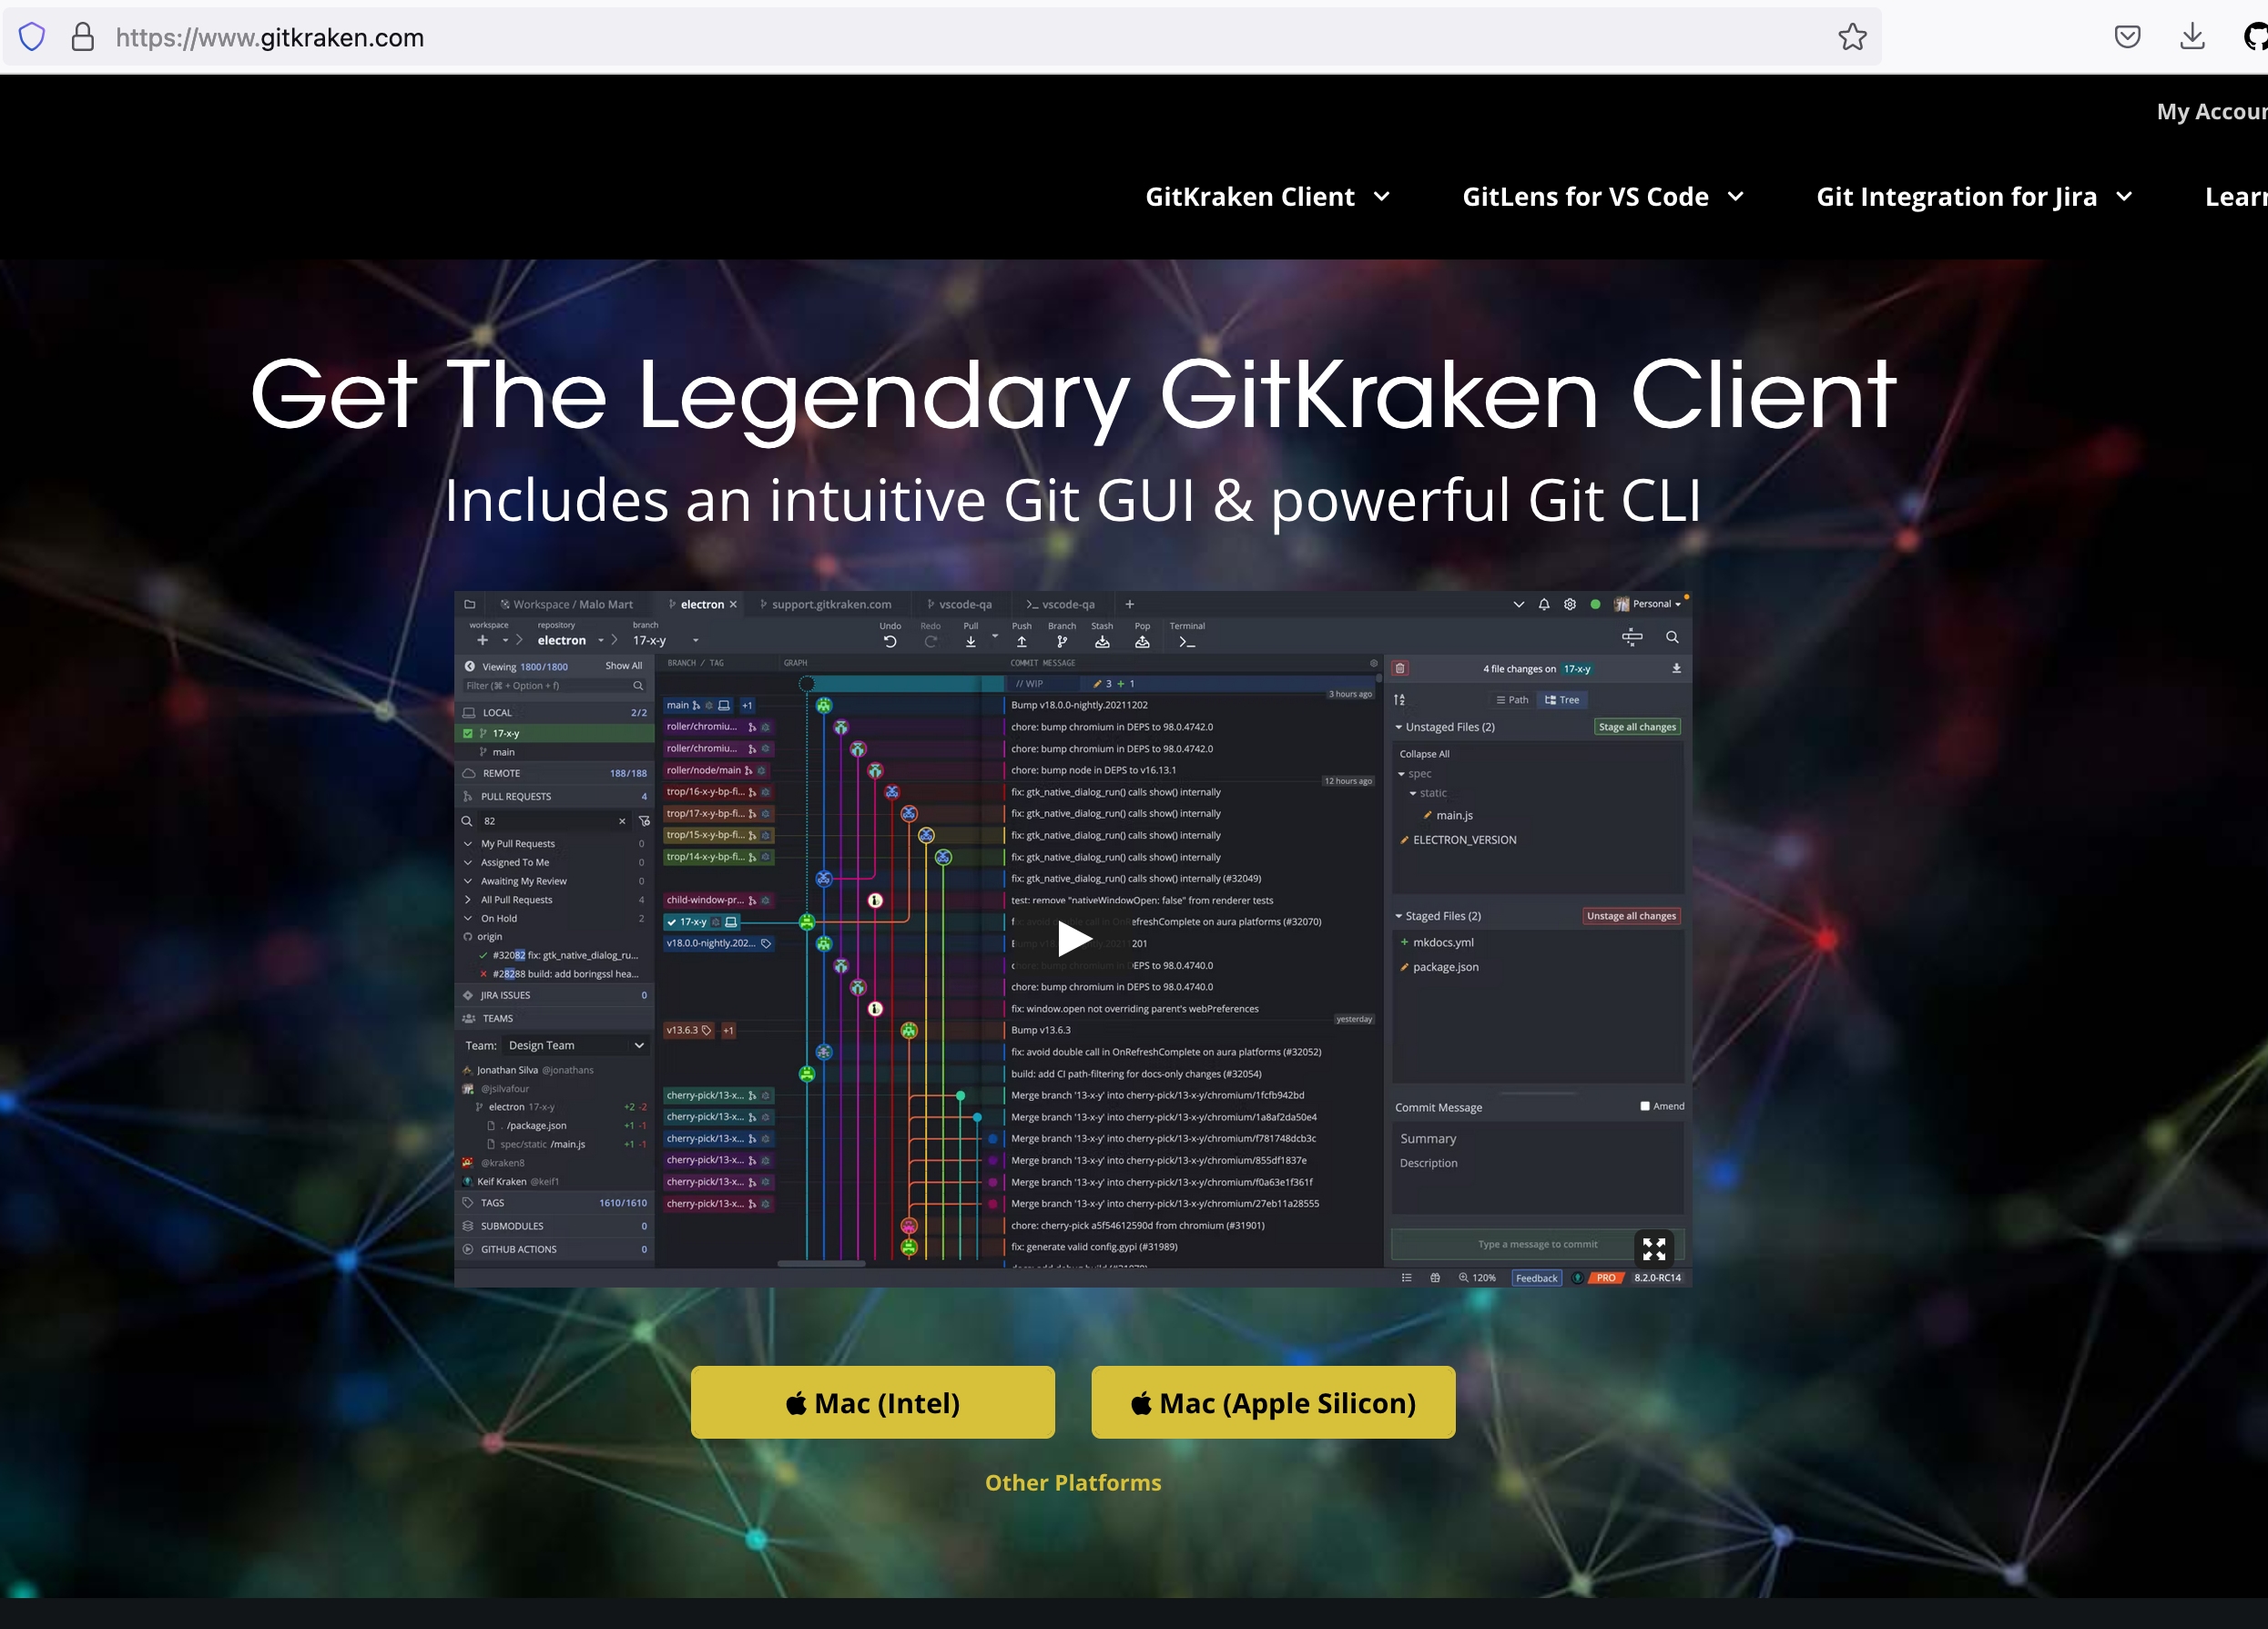 https://www.gitkraken.com
My Accoun
GitKraken Client
GitLens for VS Code
Git Integration for Jira
Learn
Get The Legendary GitKraken Client
Includes an intuitive Git GUI & powerful Git CLI
Workspace / Malo Mart
electron
support.gitkraken.com
vscode-qa
vscode-qa
Personal
workspace
repository
electron
branch
17-x-y
Undo
Redo
Pull
Push
Branch
Stash
Pop
Terminal
Viewing 1800/1800
Show All
Filter (⌘ + Option + f)
LOCAL 2/2
17-x-y
main
REMOTE 188/188
PULL REQUESTS 4
82
My Pull Requests 0
Assigned To Me 0
Awaiting My Review 0
All Pull Requests 4
On Hold 2
origin
#32082 fix: gtk_native_dialog_ru...
#28288 build: add boringssl hea...
JIRA ISSUES 0
TEAMS
Team: Design Team
Jonathan Silva @jonathans
@jsilvafour
electron 17-x-y +2 -2
./package.json +1 -1
spec/static/main.js +1 -1
@kraken8
Keif Kraken @keif1
TAGS 1610/1610
SUBMODULES 0
GITHUB ACTIONS 0
BRANCH / TAG
GRAPH
COMMIT MESSAGE
// WIP 3 + 1
3 hours ago
main +1 Bump v18.0.0-nightly.20211202
roller/chromiu... chore: bump chromium in DEPS to 98.0.4742.0
roller/chromiu... chore: bump chromium in DEPS to 98.0.4742.0
roller/node/main chore: bump node in DEPS to v16.13.1
12 hours ago
trop/16-x-y-bp-fi... fix: gtk_native_dialog_run() calls show() internally
trop/17-x-y-bp-fi... fix: gtk_native_dialog_run() calls show() internally
trop/15-x-y-bp-fi... fix: gtk_native_dialog_run() calls show() internally
trop/14-x-y-bp-fi... fix: gtk_native_dialog_run() calls show() internally
fix: gtk_native_dialog_run() calls show() internally (#32049)
child-window-pr... test: remove "nativeWindowOpen: false" from renderer tests
17-x-y fix: avoid double call in OnRefreshComplete on aura platforms (#32070)
v18.0.0-nightly.202... Bump v18.0.0-nightly.20211201
chore: bump chromium in DEPS to 98.0.4740.0
chore: bump chromium in DEPS to 98.0.4740.0
fix: window.open not overriding parent's webPreferences
yesterday
v13.6.3 +1 Bump v13.6.3
fix: avoid double call in OnRefreshComplete on aura platforms (#32052)
build: add CI path-filtering for docs-only changes (#32054)
cherry-pick/13-x... Merge branch '13-x-y' into cherry-pick/13-x-y/chromium/1fcfb942bd
cherry-pick/13-x... Merge branch '13-x-y' into cherry-pick/13-x-y/chromium/1a8af2da50e4
cherry-pick/13-x... Merge branch '13-x-y' into cherry-pick/13-x-y/chromium/f781748dcb3c
cherry-pick/13-x... Merge branch '13-x-y' into cherry-pick/13-x-y/chromium/855df1837e
cherry-pick/13-x... Merge branch '13-x-y' into cherry-pick/13-x-y/chromium/f0a63e1f361f
cherry-pick/13-x... Merge branch '13-x-y' into cherry-pick/13-x-y/chromium/27eb11a28555
chore: cherry-pick a5f54612590d from chromium (#31901)
fix: generate valid config.gypi (#31989)
4 file changes on 17-x-y
Path
Tree
Unstaged Files (2)
Stage all changes
Collapse All
spec
static
main.js
ELECTRON_VERSION
Staged Files (2)
Unstage all changes
mkdocs.yml
package.json
Commit Message
Amend
Summary
Description
Type a message to commit
120%
Feedback
PRO
8.2.0-RC14
Mac (Intel)
Mac (Apple Silicon)
Other Platforms